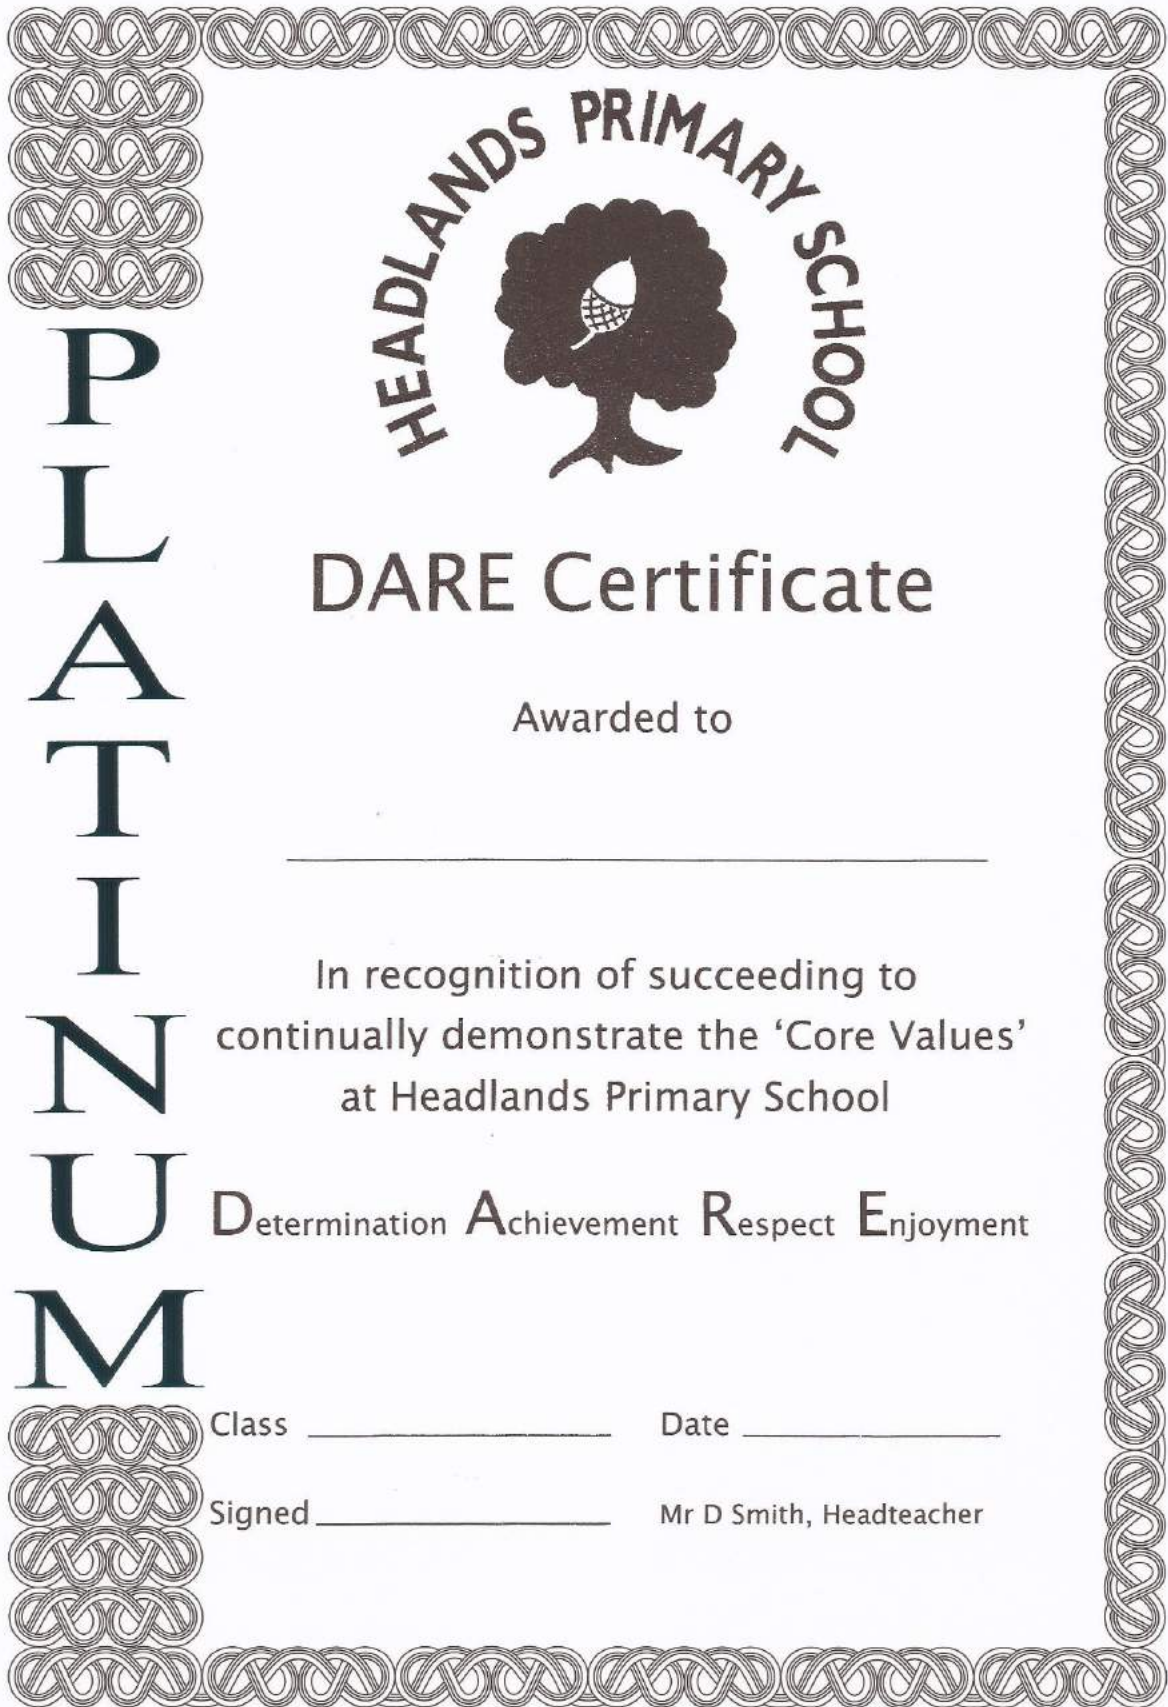 HEADLANDS PRIMARY SCHOOL
PLATINUM
DARE Certificate
Awarded to
In recognition of succeeding to
continually demonstrate the 'Core Values'
at Headlands Primary School
Determination Achievement Respect Enjoyment
Class Date
Signed Mr D Smith, Headteacher